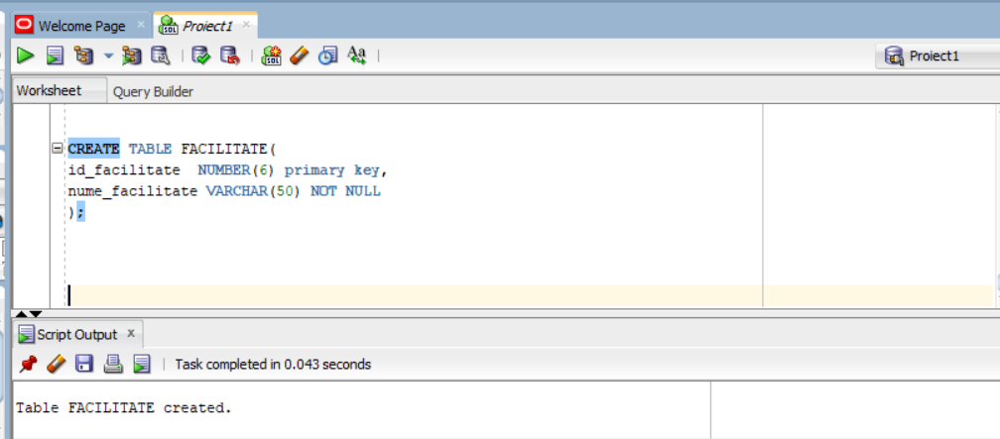 Welcome Page
Proiect1
Proiect1
Worksheet
Query Builder
CREATE TABLE FACILITATE(
id_facilitate  NUMBER(6) primary key,
nume_facilitate VARCHAR(50) NOT NULL
);
Script Output
Task completed in 0.043 seconds
Table FACILITATE created.